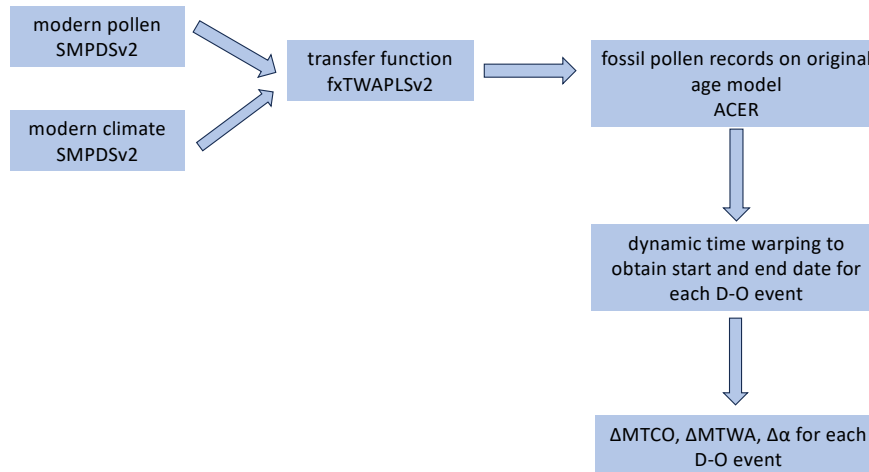 modern pollen
SMPDSv2
modern climate
SMPDSv2
transfer function
fxTWAPLSv2
fossil pollen records on original
age model
ACER
dynamic time warping to
obtain start and end date for
each D-O event
ΔMTCO, ΔMTWA, Δα for each
D-O event